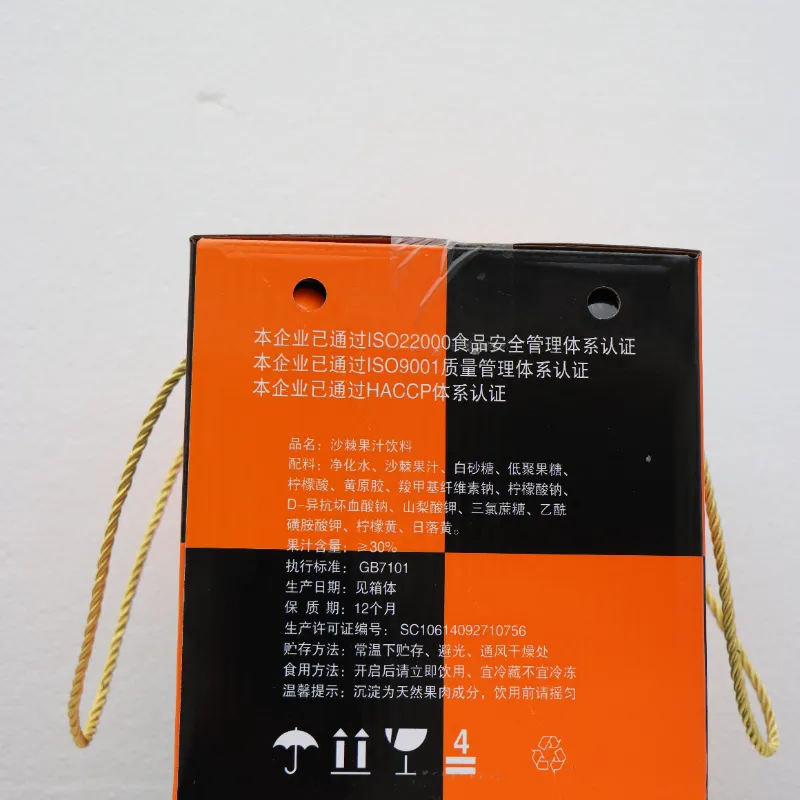 本企业已通过ISO22000食品安全管理体系认证
本企业已通过ISO9001质量管理体系认证
本企业已通过HACCP体系认证
品名：沙棘果汁饮料
配料：净化水、沙棘果汁、白砂糖、低聚果糖、
柠檬酸、黄原胶、羧甲基纤维素钠、柠檬酸钠、
D-异抗坏血酸钠、山梨酸钾、三氯蔗糖、乙酰
磺胺酸钾、柠檬黄、日落黄。
果汁含量：≥30%
执行标准：GB7101
生产日期：见箱体
保 质 期：12个月
生产许可证编号：SC10614092710756
贮存方法：常温下贮存、避光、通风干燥处
食用方法：开启后请立即饮用、宜冷藏不宜冷冻
温馨提示：沉淀为天然果肉成分，饮用前请摇匀
4